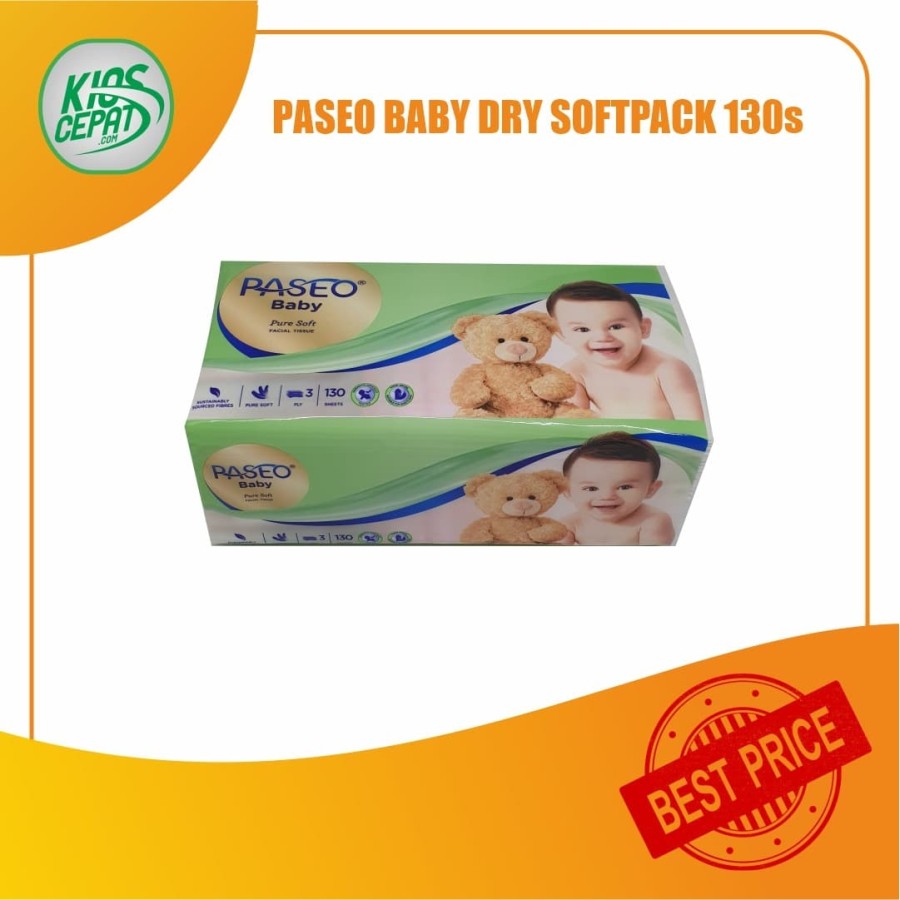 KIOS
CEPAT
.COM
PASEO BABY DRY SOFTPACK 130s
PASEO®
Baby
Pure Soft
FACIAL TISSUE
SUSTAINABLY
SOURCED FIBRES
PURE SOFT
3
PLY
130
SHEETS
PASEO®
Baby
Pure Soft
3
130
BEST PRICE